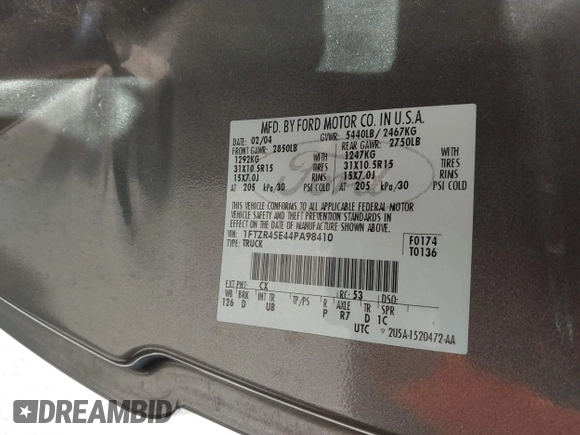 MFD. BY FORD MOTOR CO. IN U.S.A.
DATE: 02/04 GVWR: 5440LB/ 2467KG
FRONT GAWR: 2850LB REAR GAWR: 2750LB
1292KG WITH 1247KG WITH
31X10.5R15 TIRES 31X10.5R15 TIRES
15X7.0J RIMS 15X7.0J RIMS
AT 205 kPa/30 PSI COLD AT 205 kPa/30 PSI COLD
THIS VEHICLE CONFORMS TO ALL APPLICABLE FEDERAL MOTOR
VEHICLE SAFETY AND THEFT PREVENTION STANDARDS IN
EFFECT ON THE DATE OF MANUFACTURE SHOWN ABOVE.
VIN: 1FTZR45E44PA98410 F0174
TYPE: TRUCK T0136
EXT PNT: CX RC: 53 DSO:
WB BRK INT TR TP/PS R AXLE TR SPR
126 D U8 P R7 D 1C
UTC 2USA-1520472-AA
Ford
DREAMBID